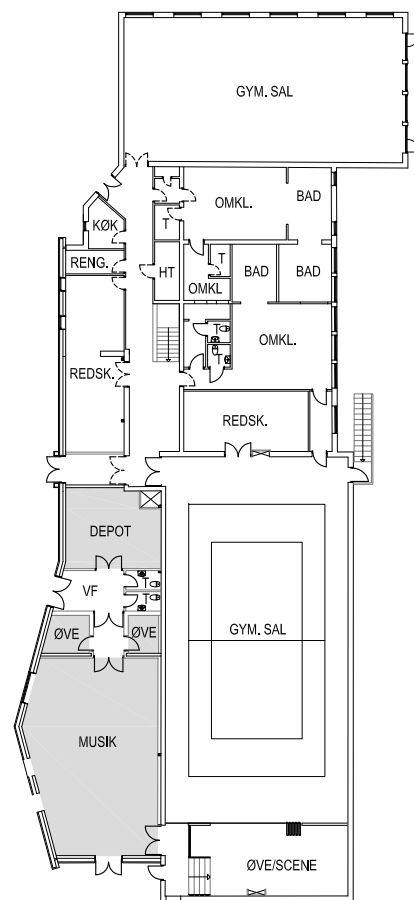 GYM. SAL
OMKL.
BAD
KØK
T
RENG.
HT
T
BAD
BAD
OMKL
T
OMKL.
REDSK.
T
REDSK.
DEPOT
VF
T
T
ØVE
ØVE
GYM. SAL
MUSIK
ØVE/SCENE